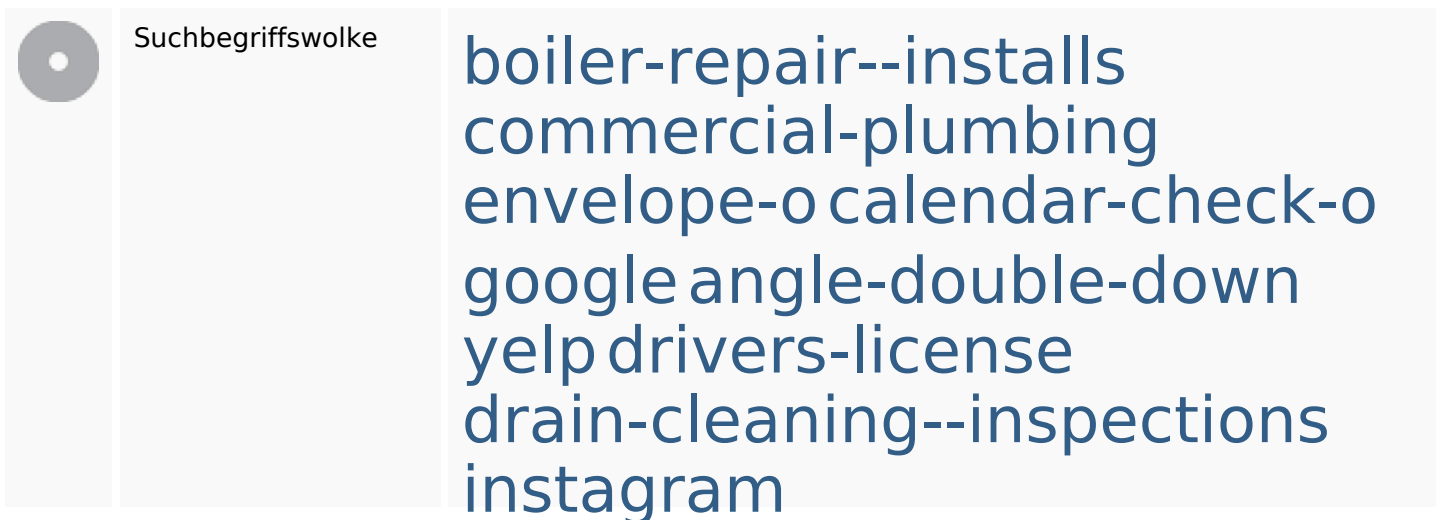 Suchbegriffswolke
boiler-repair--installs
commercial-plumbing
envelope-o calendar-check-o
google angle-double-down
yelp drivers-license
drain-cleaning--inspections
instagram